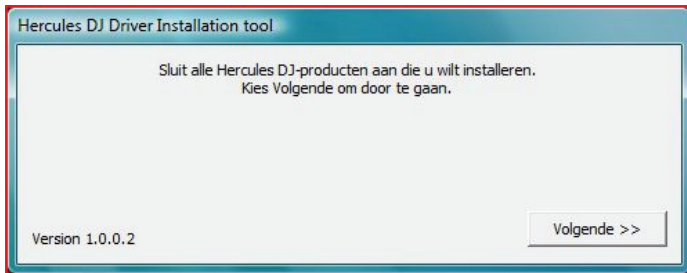 Hercules DJ Driver Installation tool
Sluit alle Hercules DJ-producten aan die u wilt installeren.
Kies Volgende om door te gaan.
Volgende >>
Version 1.0.0.2